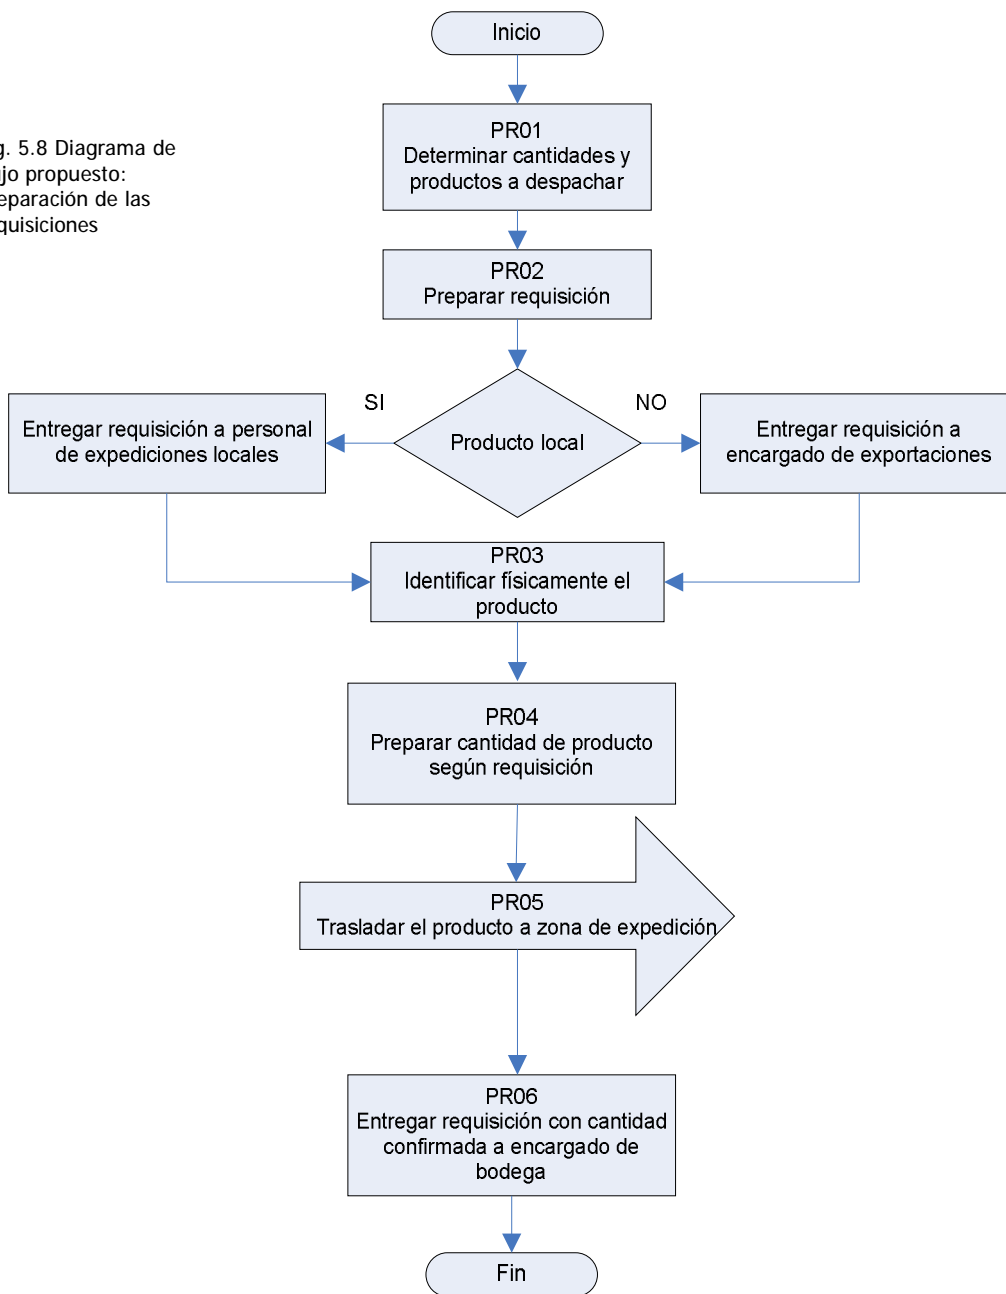 Inicio
PR01
Determinar cantidades y
productos a despachar
g. 5.8 Diagrama de
jo propuesto:
eparación de las
quisiciones
PR02
Preparar requisición
SI
NO
Entregar requisición a personal
de expediciones locales
Producto local
Entregar requisición a
encargado de exportaciones
PR03
Identificar físicamente el
producto
PR04
Preparar cantidad de producto
según requisición
PR05
Trasladar el producto a zona de expedición
PR06
Entregar requisición con cantidad
confirmada a encargado de
bodega
Fin